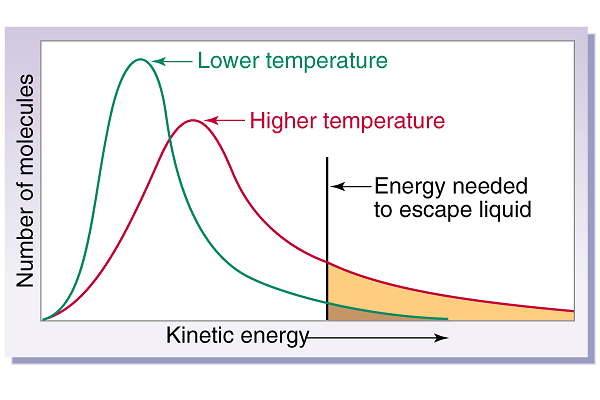 Lower temperature
Higher temperature
Energy needed
to escape liquid
Number of molecules
Kinetic energy